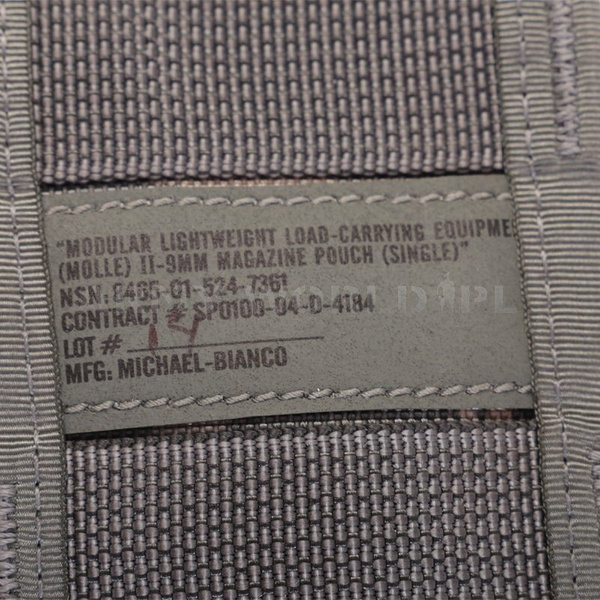 "MODULAR LIGHTWEIGHT LOAD-CARRYING EQUIPME
(MOLLE) II-9MM MAGAZINE POUCH (SINGLE)"
NSN: 8465-01-524-7361
CONTRACT # SP0100-04-D-4184
LOT # 14
MFG: MICHAEL-BIANCO